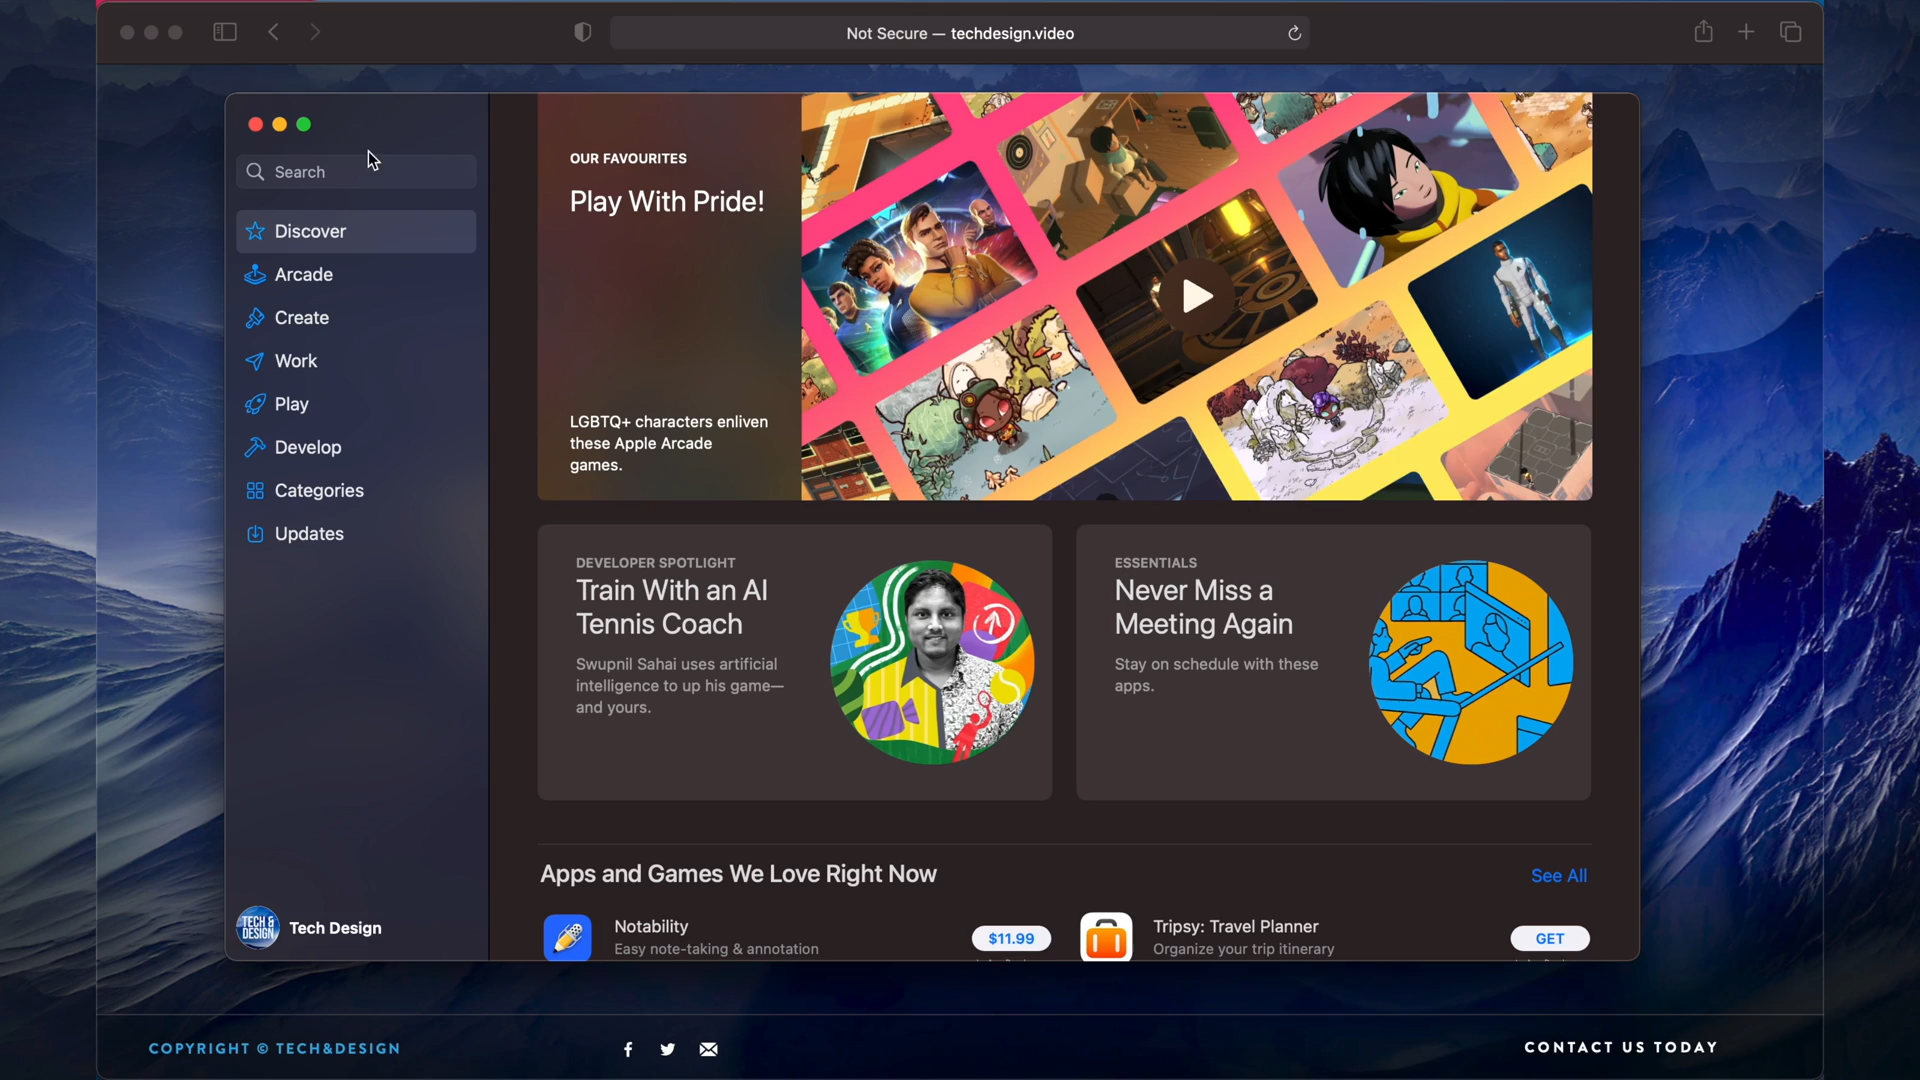 Not Secure — techdesign.video
Search
Discover
Arcade
Create
Work
Play
Develop
Categories
Updates
TECH &
DESIGN
Tech Design
OUR FAVOURITES
Play With Pride!
LGBTQ+ characters enliven
these Apple Arcade
games.
DEVELOPER SPOTLIGHT
Train With an AI
Tennis Coach
Swupnil Sahai uses artificial
intelligence to up his game—
and yours.
ESSENTIALS
Never Miss a
Meeting Again
Stay on schedule with these
apps.
Apps and Games We Love Right Now
See All
Notability
Easy note-taking & annotation
$11.99
Tripsy: Travel Planner
Organize your trip itinerary
GET
COPYRIGHT © TECH&DESIGN
CONTACT US TODAY